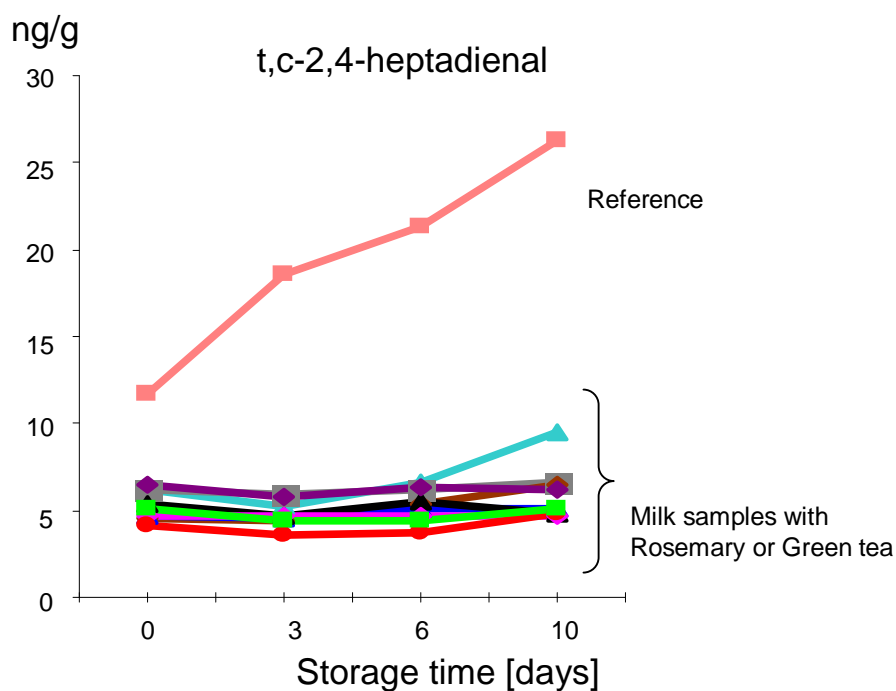 ng/g
t,c-2,4-heptadienal
30
25
20
15
10
5
0
Reference
Milk samples with
Rosemary or Green tea
0 3 6 10
Storage time [days]